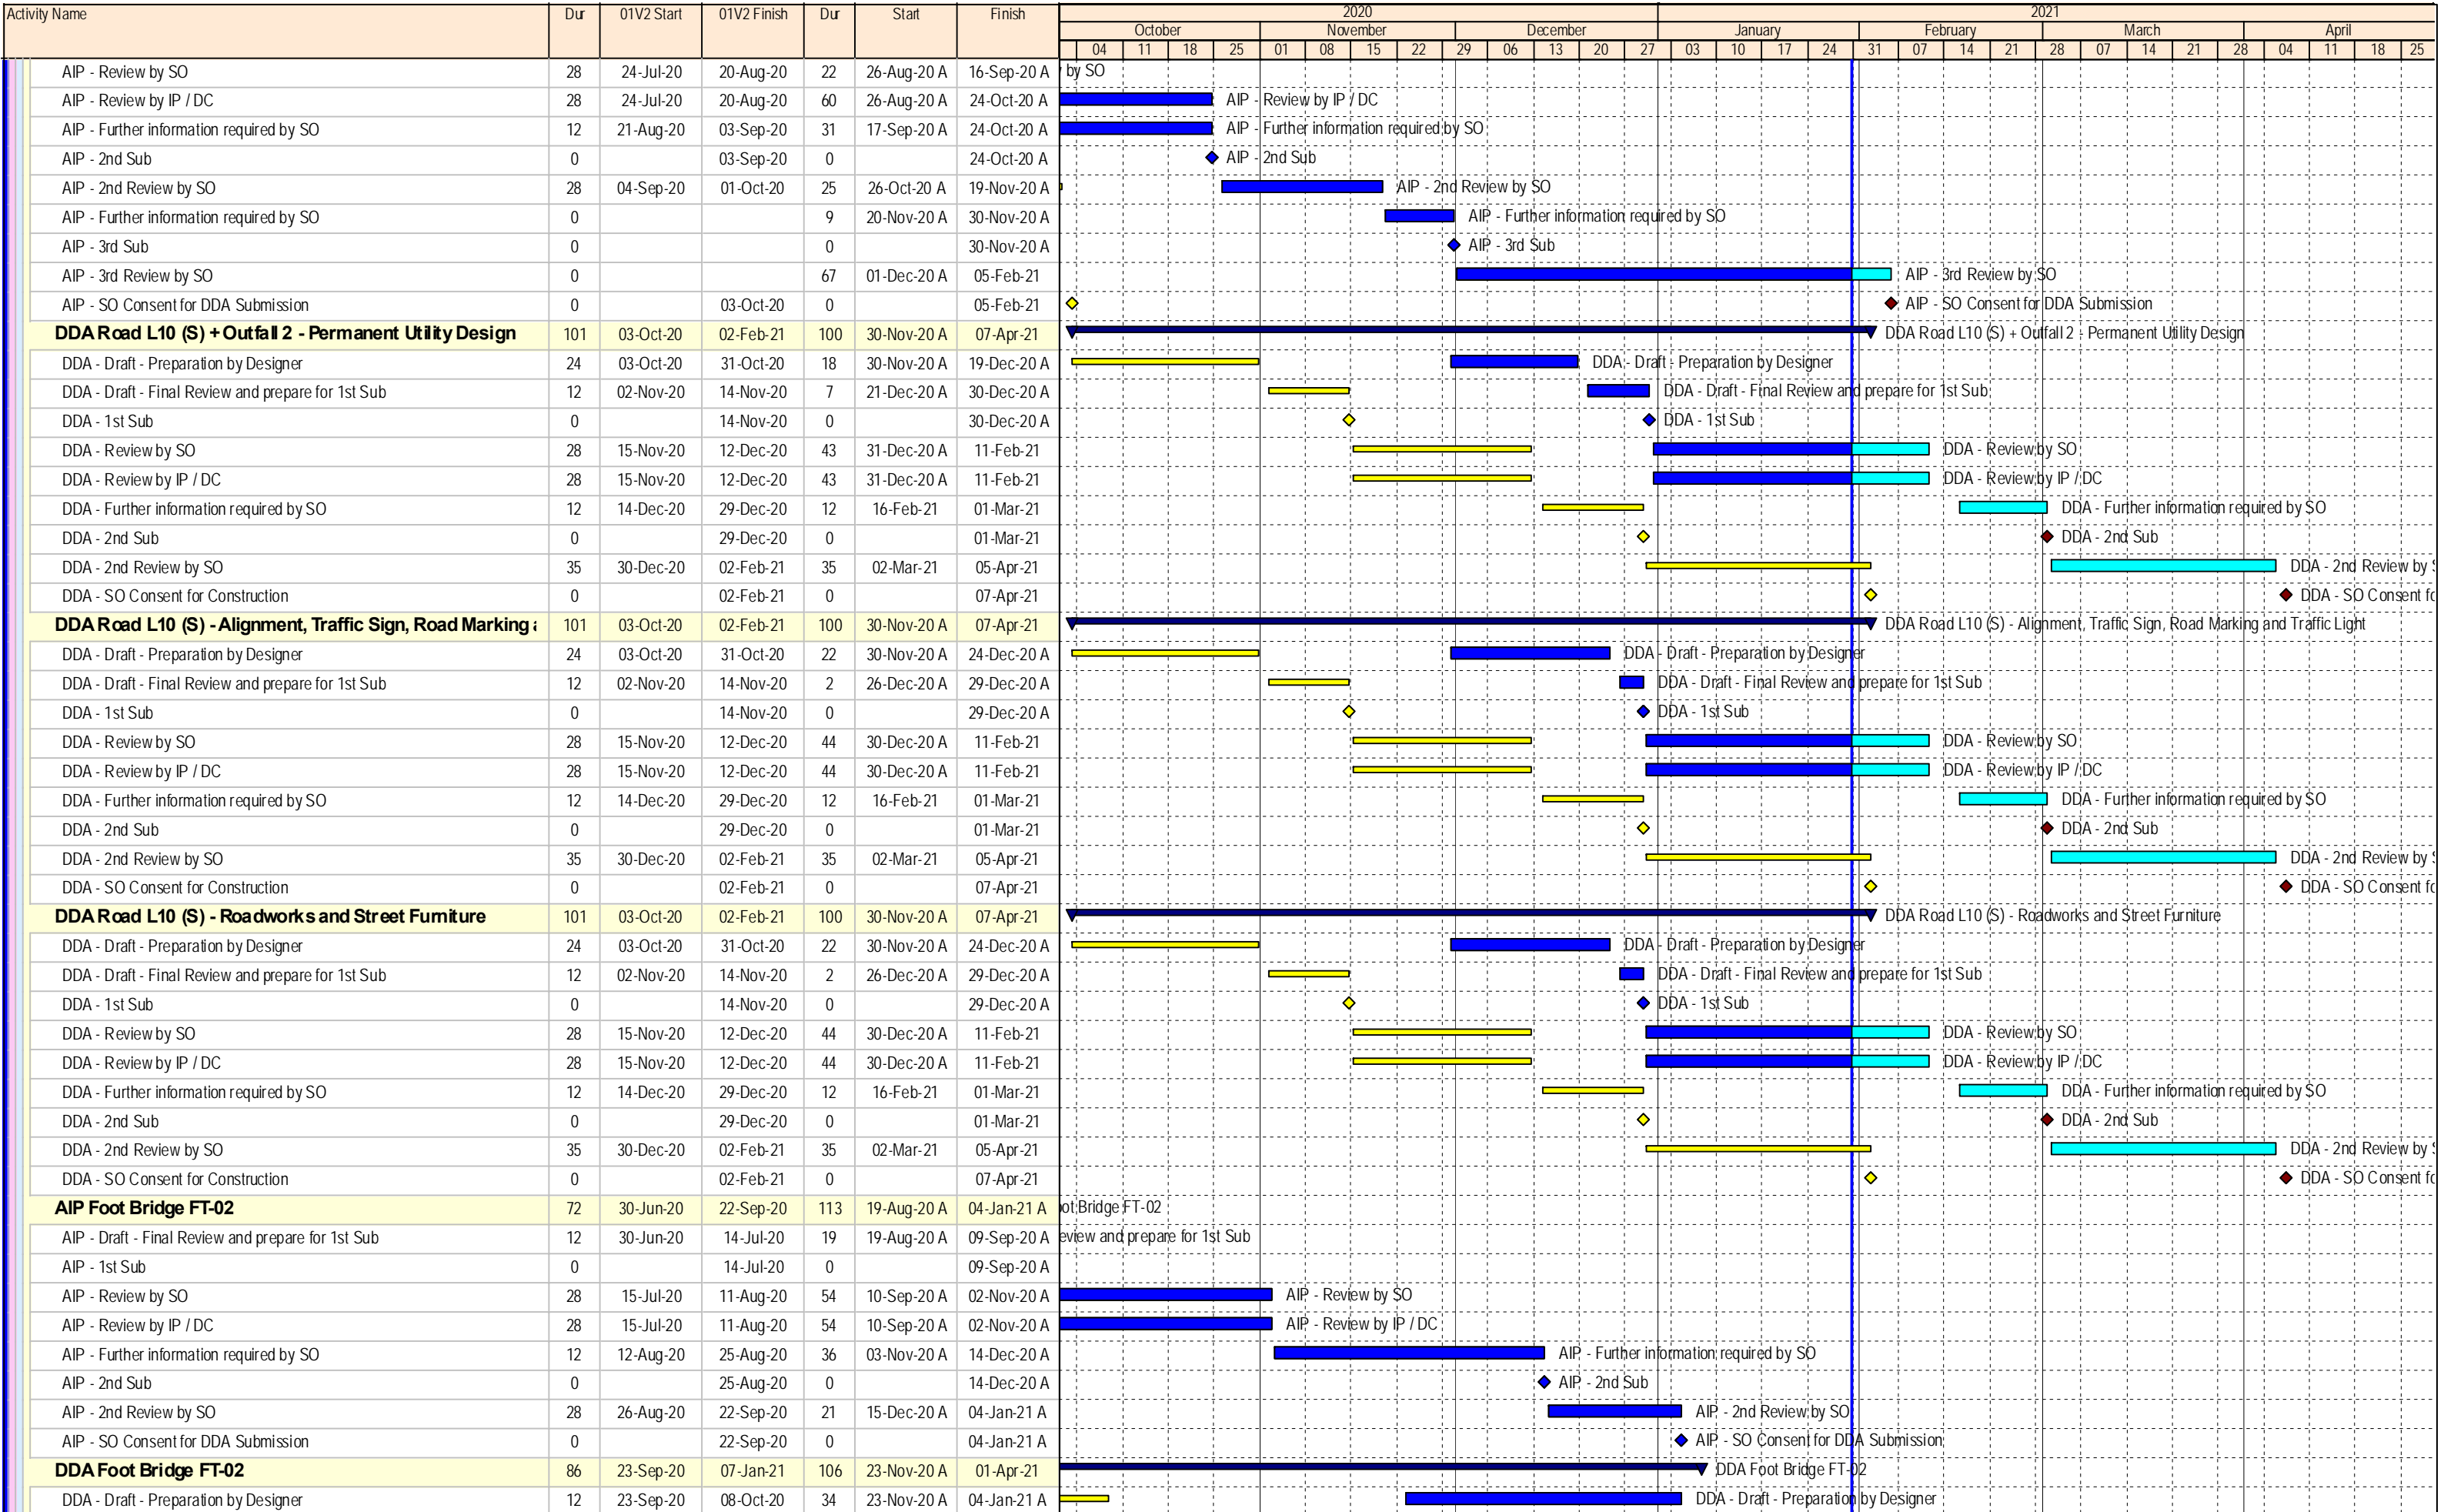 Activity Name Dur 01V2 Start 01V2 Finish Dur Start Finish 2020 2021
October November December January February March April
04 11 18 25 01 08 15 22 29 06 13 20 27 03 10 17 24 31 07 14 21 28 07 14 21 28 04 11 18 25
AIP - Review by SO 28 24-Jul-20 20-Aug-20 22 26-Aug-20 A 16-Sep-20 A by SO
AIP - Review by IP / DC 28 24-Jul-20 20-Aug-20 60 26-Aug-20 A 24-Oct-20 A AIP - Review by IP / DC
AIP - Further information required by SO 12 21-Aug-20 03-Sep-20 31 17-Sep-20 A 24-Oct-20 A AIP - Further information required by SO
AIP - 2nd Sub 0 03-Sep-20 0 24-Oct-20 A AIP - 2nd Sub
AIP - 2nd Review by SO 28 04-Sep-20 01-Oct-20 25 26-Oct-20 A 19-Nov-20 A AIP - 2nd Review by SO
AIP - Further information required by SO 0 9 20-Nov-20 A 30-Nov-20 A AIP - Further information required by SO
AIP - 3rd Sub 0 0 30-Nov-20 A AIP - 3rd Sub
AIP - 3rd Review by SO 0 67 01-Dec-20 A 05-Feb-21 AIP - 3rd Review by SO
AIP - SO Consent for DDA Submission 0 03-Oct-20 0 05-Feb-21 AIP - SO Consent for DDA Submission
DDA Road L10 (S) + Outfall 2 - Permanent Utility Design 101 03-Oct-20 02-Feb-21 100 30-Nov-20 A 07-Apr-21 DDA Road L10 (S) + Outfall 2 - Permanent Utility Design
DDA - Draft - Preparation by Designer 24 03-Oct-20 31-Oct-20 18 30-Nov-20 A 19-Dec-20 A DDA - Draft - Preparation by Designer
DDA - Draft - Final Review and prepare for 1st Sub 12 02-Nov-20 14-Nov-20 7 21-Dec-20 A 30-Dec-20 A DDA - Draft - Final Review and prepare for 1st Sub
DDA - 1st Sub 0 14-Nov-20 0 30-Dec-20 A DDA - 1st Sub
DDA - Review by SO 28 15-Nov-20 12-Dec-20 43 31-Dec-20 A 11-Feb-21 DDA - Review by SO
DDA - Review by IP / DC 28 15-Nov-20 12-Dec-20 43 31-Dec-20 A 11-Feb-21 DDA - Review by IP / DC
DDA - Further information required by SO 12 14-Dec-20 29-Dec-20 12 16-Feb-21 01-Mar-21 DDA - Further information required by SO
DDA - 2nd Sub 0 29-Dec-20 0 01-Mar-21 DDA - 2nd Sub
DDA - 2nd Review by SO 35 30-Dec-20 02-Feb-21 35 02-Mar-21 05-Apr-21 DDA - 2nd Review by
DDA - SO Consent for Construction 0 02-Feb-21 0 07-Apr-21 DDA - SO Consent fo
DDA Road L10 (S) - Alignment, Traffic Sign, Road Marking 101 03-Oct-20 02-Feb-21 100 30-Nov-20 A 07-Apr-21 DDA Road L10 (S) - Alignment, Traffic Sign, Road Marking and Traffic Light
DDA - Draft - Preparation by Designer 24 03-Oct-20 31-Oct-20 22 30-Nov-20 A 24-Dec-20 A DDA - Draft - Preparation by Designer
DDA - Draft - Final Review and prepare for 1st Sub 12 02-Nov-20 14-Nov-20 2 26-Dec-20 A 29-Dec-20 A DDA - Draft - Final Review and prepare for 1st Sub
DDA - 1st Sub 0 14-Nov-20 0 29-Dec-20 A DDA - 1st Sub
DDA - Review by SO 28 15-Nov-20 12-Dec-20 44 30-Dec-20 A 11-Feb-21 DDA - Review by SO
DDA - Review by IP / DC 28 15-Nov-20 12-Dec-20 44 30-Dec-20 A 11-Feb-21 DDA - Review by IP / DC
DDA - Further information required by SO 12 14-Dec-20 29-Dec-20 12 16-Feb-21 01-Mar-21 DDA - Further information required by SO
DDA - 2nd Sub 0 29-Dec-20 0 01-Mar-21 DDA - 2nd Sub
DDA - 2nd Review by SO 35 30-Dec-20 02-Feb-21 35 02-Mar-21 05-Apr-21 DDA - 2nd Review by
DDA - SO Consent for Construction 0 02-Feb-21 0 07-Apr-21 DDA - SO Consent fo
DDA Road L10 (S) - Roadworks and Street Furniture 101 03-Oct-20 02-Feb-21 100 30-Nov-20 A 07-Apr-21 DDA Road L10 (S) - Roadworks and Street Furniture
DDA - Draft - Preparation by Designer 24 03-Oct-20 31-Oct-20 22 30-Nov-20 A 24-Dec-20 A DDA - Draft - Preparation by Designer
DDA - Draft - Final Review and prepare for 1st Sub 12 02-Nov-20 14-Nov-20 2 26-Dec-20 A 29-Dec-20 A DDA - Draft - Final Review and prepare for 1st Sub
DDA - 1st Sub 0 14-Nov-20 0 29-Dec-20 A DDA - 1st Sub
DDA - Review by SO 28 15-Nov-20 12-Dec-20 44 30-Dec-20 A 11-Feb-21 DDA - Review by SO
DDA - Review by IP / DC 28 15-Nov-20 12-Dec-20 44 30-Dec-20 A 11-Feb-21 DDA - Review by IP / DC
DDA - Further information required by SO 12 14-Dec-20 29-Dec-20 12 16-Feb-21 01-Mar-21 DDA - Further information required by SO
DDA - 2nd Sub 0 29-Dec-20 0 01-Mar-21 DDA - 2nd Sub
DDA - 2nd Review by SO 35 30-Dec-20 02-Feb-21 35 02-Mar-21 05-Apr-21 DDA - 2nd Review by
DDA - SO Consent for Construction 0 02-Feb-21 0 07-Apr-21 DDA - SO Consent fo
AIP Foot Bridge FT-02 72 30-Jun-20 22-Sep-20 113 19-Aug-20 A 04-Jan-21 A ot Bridge FT-02
AIP - Draft - Final Review and prepare for 1st Sub 12 30-Jun-20 14-Jul-20 19 19-Aug-20 A 09-Sep-20 A eview and prepare for 1st Sub
AIP - 1st Sub 0 14-Jul-20 0 09-Sep-20 A
AIP - Review by SO 28 15-Jul-20 11-Aug-20 54 10-Sep-20 A 02-Nov-20 A AIP - Review by SO
AIP - Review by IP / DC 28 15-Jul-20 11-Aug-20 54 10-Sep-20 A 02-Nov-20 A AIP - Review by IP / DC
AIP - Further information required by SO 12 12-Aug-20 25-Aug-20 36 03-Nov-20 A 14-Dec-20 A AIP - Further information required by SO
AIP - 2nd Sub 0 25-Aug-20 0 14-Dec-20 A AIP - 2nd Sub
AIP - 2nd Review by SO 28 26-Aug-20 22-Sep-20 21 15-Dec-20 A 04-Jan-21 A AIP - 2nd Review by SO
AIP - SO Consent for DDA Submission 0 22-Sep-20 0 04-Jan-21 A AIP - SO Consent for DDA Submission
DDA Foot Bridge FT-02 86 23-Sep-20 07-Jan-21 106 23-Nov-20 A 01-Apr-21 DDA Foot Bridge FT-02
DDA - Draft - Preparation by Designer 12 23-Sep-20 08-Oct-20 34 23-Nov-20 A 04-Jan-21 A DDA - Draft - Preparation by Designer